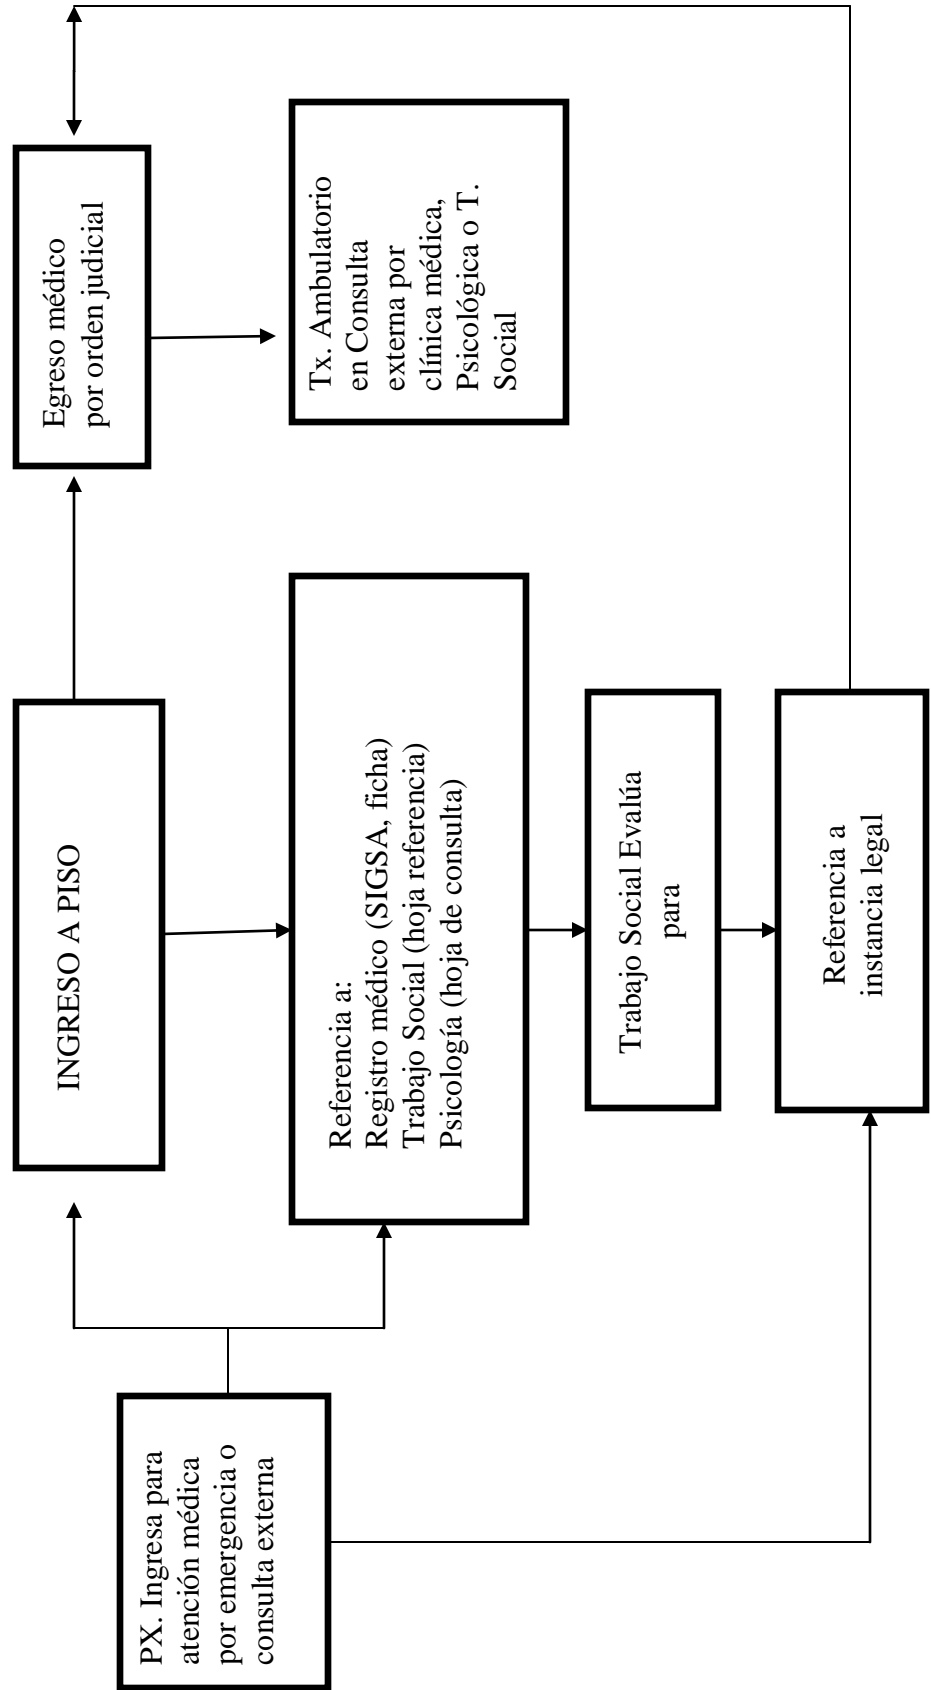 PX. Ingresa para
atención médica
por emergencia o
consulta externa
INGRESO A PISO
Egreso médico
por orden judicial
Referencia a:
Registro médico (SIGSA, ficha)
Trabajo Social (hoja referencia)
Psicología (hoja de consulta)
Tx. Ambulatorio
en Consulta
externa por
clínica médica,
Psicológica o T.
Social
Trabajo Social Evalúa
para
Referencia a
instancia legal